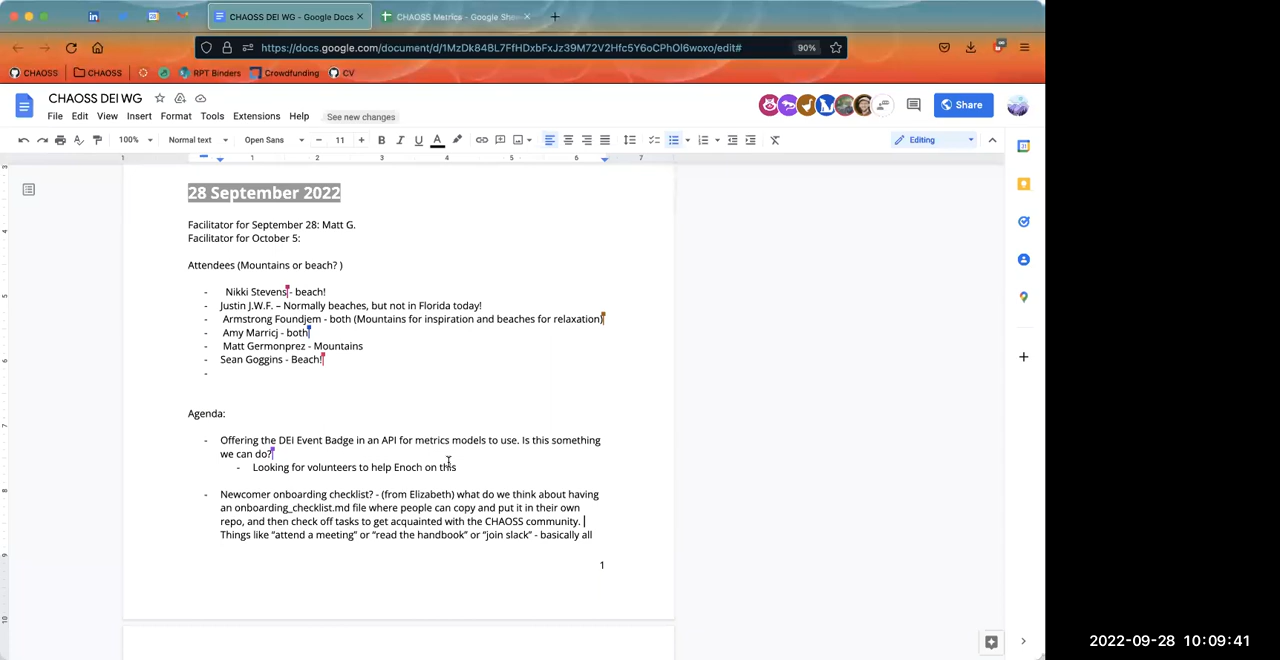 CHAOSS DEI WG - Google Docs
CHAOSS Metrics - Google She
https://docs.google.com/document/d/1MzDk84BL7FfHDxbFxJz39M72V2Hfc5Y6oCPhOl6woxo/edit#
90%
CHAOSS
CHAOSS
RPT Binders
Crowdfunding
CV
CHAOSS DEI WG
File Edit View Insert Format Tools Extensions Help
See new changes
Share
100%
Normal text
Open Sans
11
Editing
28 September 2022
Facilitator for September 28: Matt G.
Facilitator for October 5:
Attendees (Mountains or beach? )
- Nikki Stevens - beach!
- Justin J.W.F. – Normally beaches, but not in Florida today!
- Armstrong Foundjem - both (Mountains for inspiration and beaches for relaxation)
- Amy Marricj - both
- Matt Germonprez - Mountains
- Sean Goggins - Beach!
-
Agenda:
- Offering the DEI Event Badge in an API for metrics models to use. Is this something
we can do?
- Looking for volunteers to help Enoch on this
- Newcomer onboarding checklist? - (from Elizabeth) what do we think about having
an onboarding_checklist.md file where people can copy and put it in their own
repo, and then check off tasks to get acquainted with the CHAOSS community.
Things like “attend a meeting” or “read the handbook” or “join slack” - basically all
1
2022-09-28 10:09:41